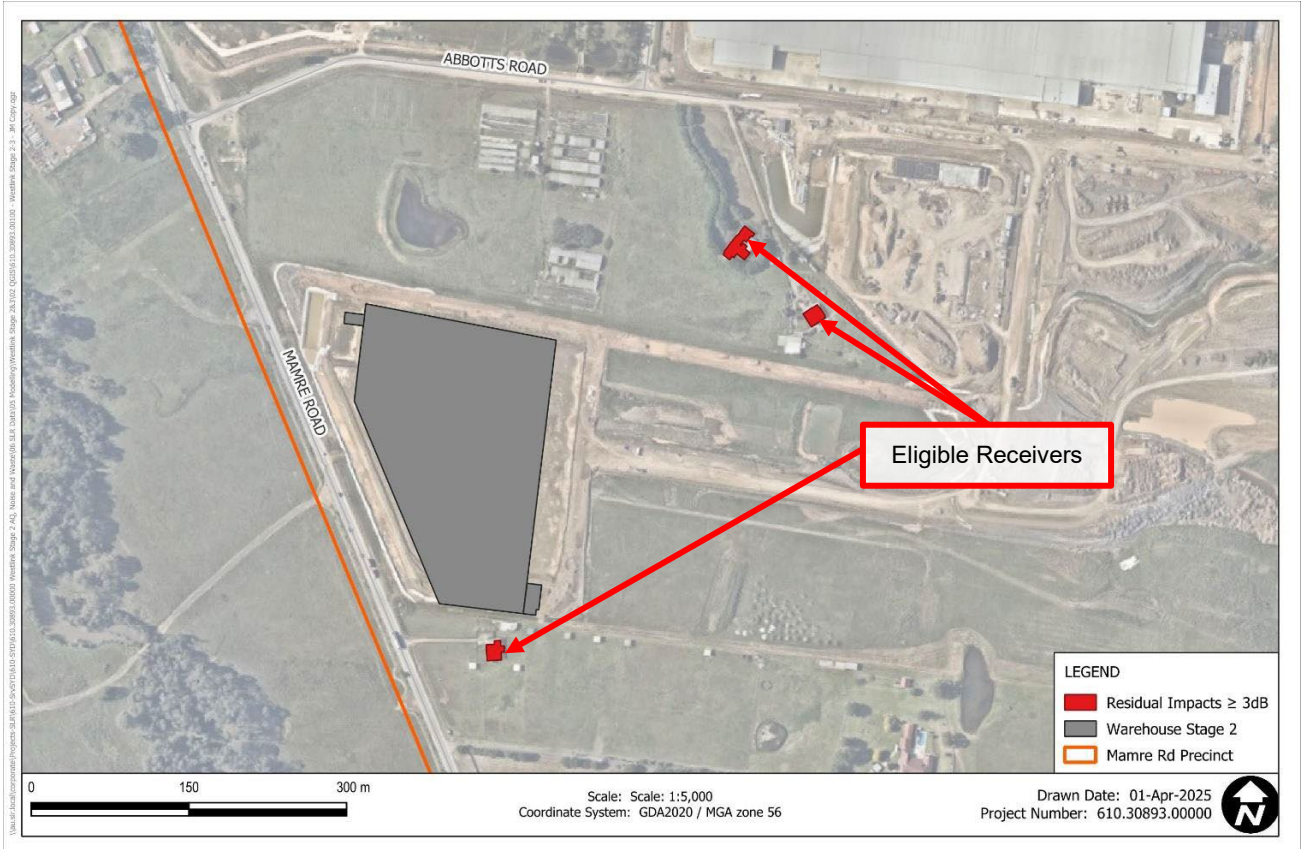 ABBOTTS ROAD
MAMRE ROAD
Eligible Receivers
LEGEND
Residual Impacts ≥ 3dB
Warehouse Stage 2
Mamre Rd Precinct
0 150 300 m
Scale: Scale: 1:5,000
Coordinate System: GDA2020 / MGA zone 56
Drawn Date: 01-Apr-2025
Project Number: 610.30893.00000
N